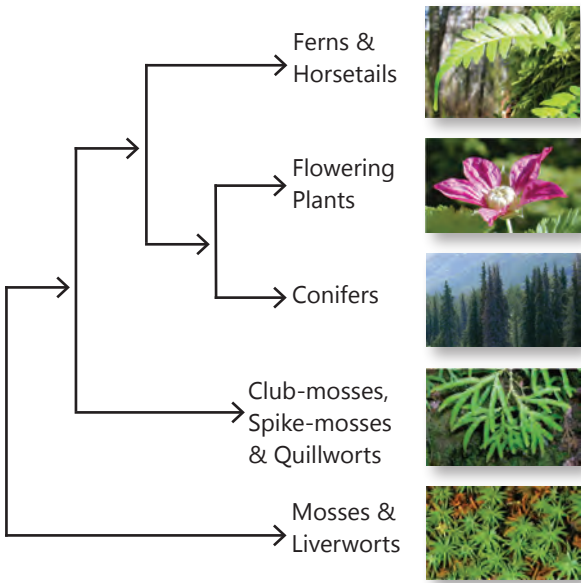 Ferns &
Horsetails
Flowering
Plants
Conifers
Club-mosses,
Spike-mosses
& Quillworts
Mosses &
Liverworts